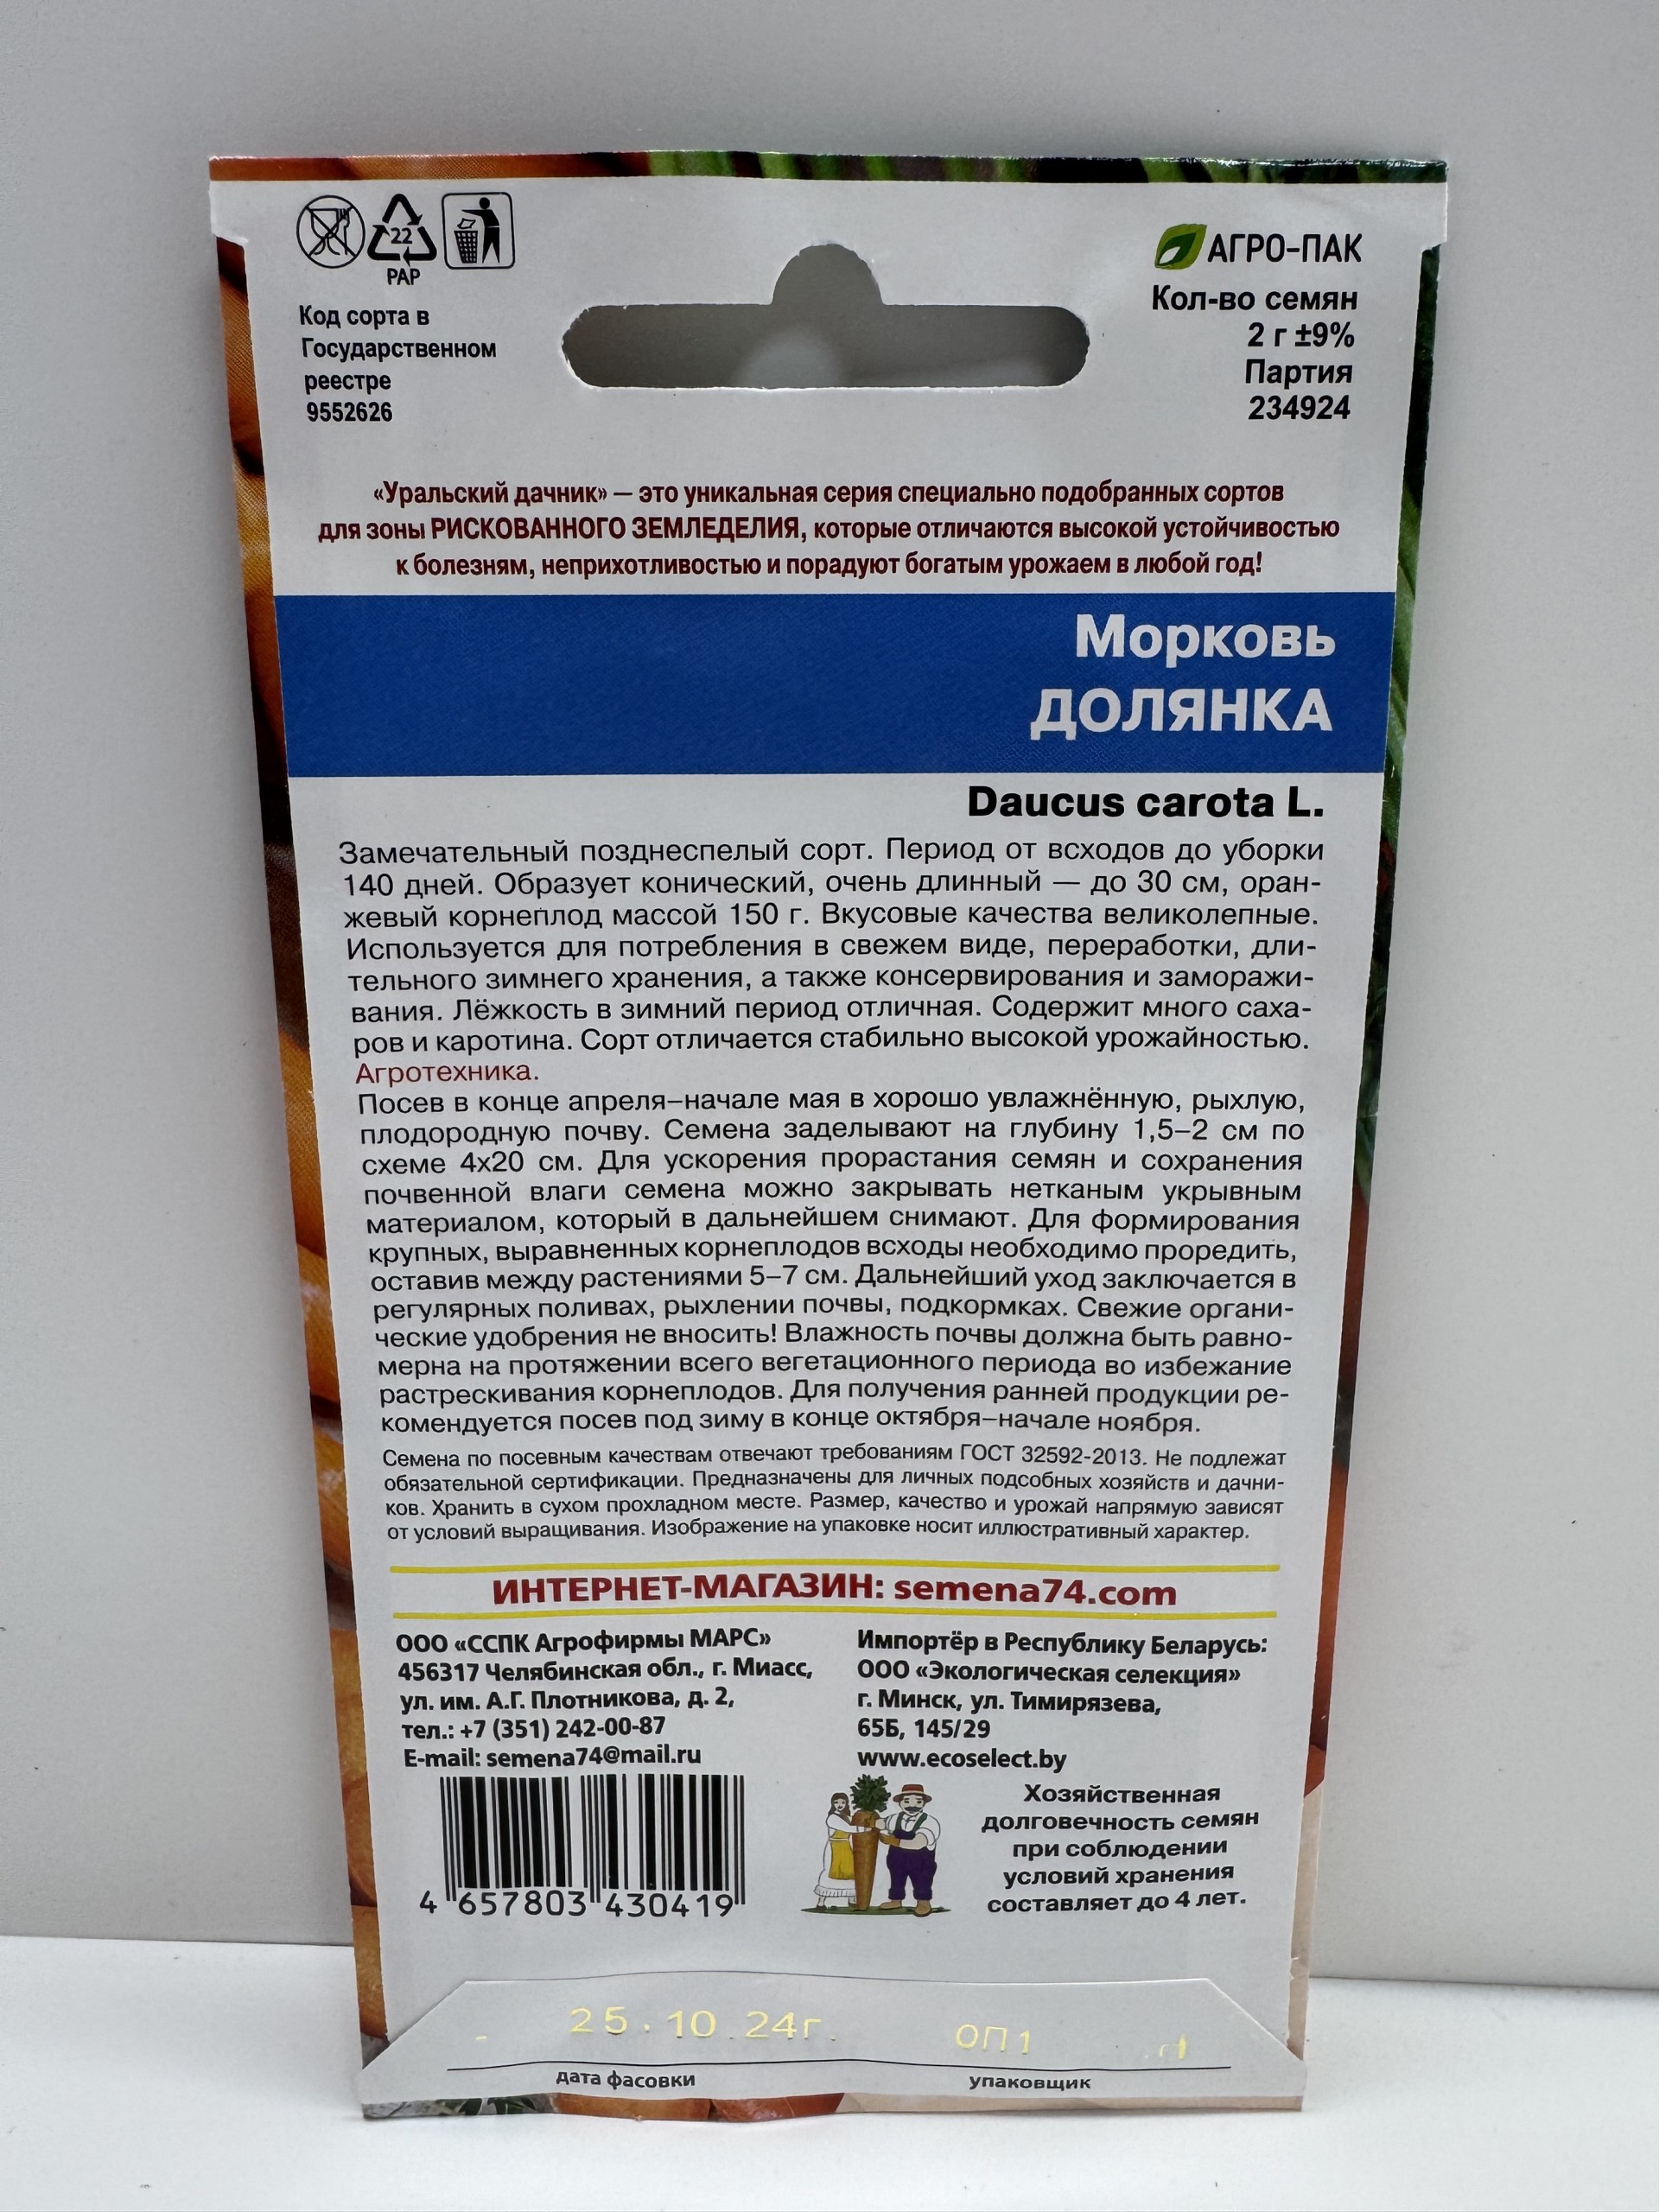 22
PAP
АГРО-ПАК
Код сорта в
Государственном
реестре
9552626
Кол-во семян
2 г ±9%
Партия
234924
«Уральский дачник» — это уникальная серия специально подобранных сортов
для зоны РИСКОВАННОГО ЗЕМЛЕДЕЛИЯ, которые отличаются высокой устойчивостью
к болезням, неприхотливостью и порадуют богатым урожаем в любой год!
Морковь
ДОЛЯНКА
Daucus carota L.
Замечательный позднеспелый сорт. Период от всходов до уборки
140 дней. Образует конический, очень длинный — до 30 см, оран-
жевый корнеплод массой 150 г. Вкусовые качества великолепные.
Используется для потребления в свежем виде, переработки, дли-
тельного зимнего хранения, а также консервирования и заморажи-
вания. Лёжкость в зимний период отличная. Содержит много саха-
ров и каротина. Сорт отличается стабильно высокой урожайностью.
Агротехника.
Посев в конце апреля–начале мая в хорошо увлажнённую, рыхлую,
плодородную почву. Семена заделывают на глубину 1,5–2 см по
схеме 4х20 см. Для ускорения прорастания семян и сохранения
почвенной влаги семена можно закрывать нетканым укрывным
материалом, который в дальнейшем снимают. Для формирования
крупных, выравненных корнеплодов всходы необходимо проредить,
оставив между растениями 5–7 см. Дальнейший уход заключается в
регулярных поливах, рыхлении почвы, подкормках. Свежие органи-
ческие удобрения не вносить! Влажность почвы должна быть равно-
мерна на протяжении всего вегетационного периода во избежание
растрескивания корнеплодов. Для получения ранней продукции ре-
комендуется посев под зиму в конце октября–начале ноября.
Семена по посевным качествам отвечают требованиям ГОСТ 32592-2013. Не подлежат
обязательной сертификации. Предназначены для личных подсобных хозяйств и дачни-
ков. Хранить в сухом прохладном месте. Размер, качество и урожай напрямую зависят
от условий выращивания. Изображение на упаковке носит иллюстративный характер.
ИНТЕРНЕТ-МАГАЗИН: semena74.com
ООО «ССПК Агрофирмы МАРС»
456317 Челябинская обл., г. Миасс,
ул. им. А.Г. Плотникова, д. 2,
тел.: +7 (351) 242-00-87
E-mail: semena74@mail.ru
Импортёр в Республику Беларусь:
ООО «Экологическая селекция»
г. Минск, ул. Тимирязева,
65Б, 145/29
www.ecoselect.by
4 657803 430419
Хозяйственная
долговечность семян
при соблюдении
условий хранения
составляет до 4 лет.
25.10.24г. ОП1
дата фасовки упаковщик